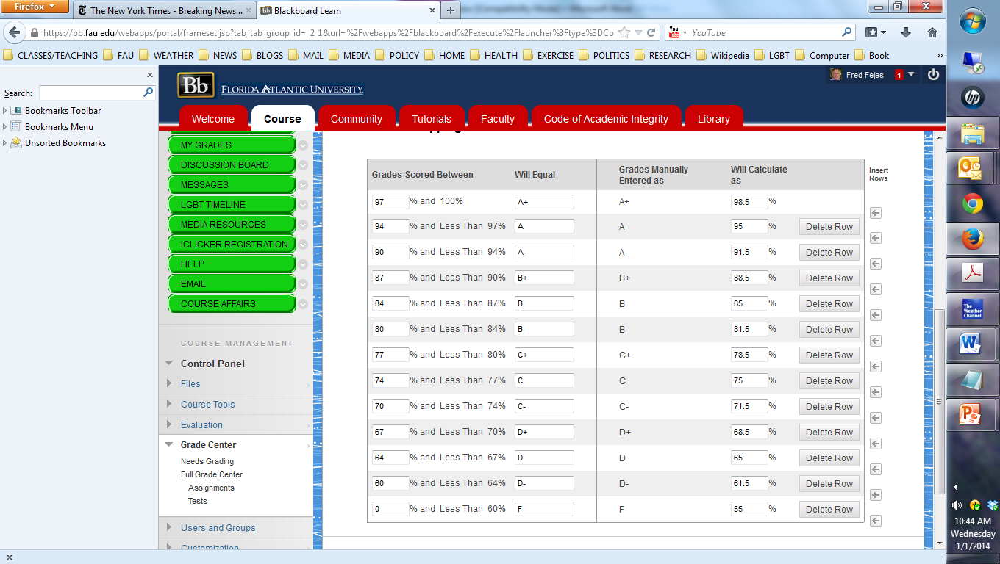 Firefox
The New York Times - Breaking News...
Blackboard Learn
https://bb.fau.edu/webapps/portal/frameset.jsp?tab_tab_group_id=_2_1&url=%2Fwebapps%2Fblackboard%2Fexecute%2Flauncher%3Ftype%3DCo
YouTube
CLASSES/TEACHING FAU WEATHER NEWS BLOGS MAIL MEDIA POLICY HOME HEALTH EXERCISE POLITICS RESEARCH Wikipedia LGBT Computer Book »
Search:
Bookmarks Toolbar
Bookmarks Menu
Unsorted Bookmarks
Bb FLORIDA ATLANTIC UNIVERSITY.
Fred Fejes 1
Welcome Course Community Tutorials Faculty Code of Academic Integrity Library
MY GRADES
DISCUSSION BOARD
MESSAGES
LGBT TIMELINE
MEDIA RESOURCES
iCLICKER REGISTRATION
HELP
EMAIL
COURSE AFFAIRS
COURSE MANAGEMENT
Control Panel
Files
Course Tools
Evaluation
Grade Center
Needs Grading
Full Grade Center
Assignments
Tests
Users and Groups
Customization
Grades Scored Between Will Equal Grades Manually Entered as Will Calculate as Insert Rows
97 % and 100% A+ A+ 98.5 %
94 % and Less Than 97% A A 95 % Delete Row
90 % and Less Than 94% A- A- 91.5 % Delete Row
87 % and Less Than 90% B+ B+ 88.5 % Delete Row
84 % and Less Than 87% B B 85 % Delete Row
80 % and Less Than 84% B- B- 81.5 % Delete Row
77 % and Less Than 80% C+ C+ 78.5 % Delete Row
74 % and Less Than 77% C C 75 % Delete Row
70 % and Less Than 74% C- C- 71.5 % Delete Row
67 % and Less Than 70% D+ D+ 68.5 % Delete Row
64 % and Less Than 67% D D 65 % Delete Row
60 % and Less Than 64% D- D- 61.5 % Delete Row
0 % and Less Than 60% F F 55 % Delete Row
hp
The Weather Channel
10:44 AM
Wednesday
1/1/2014